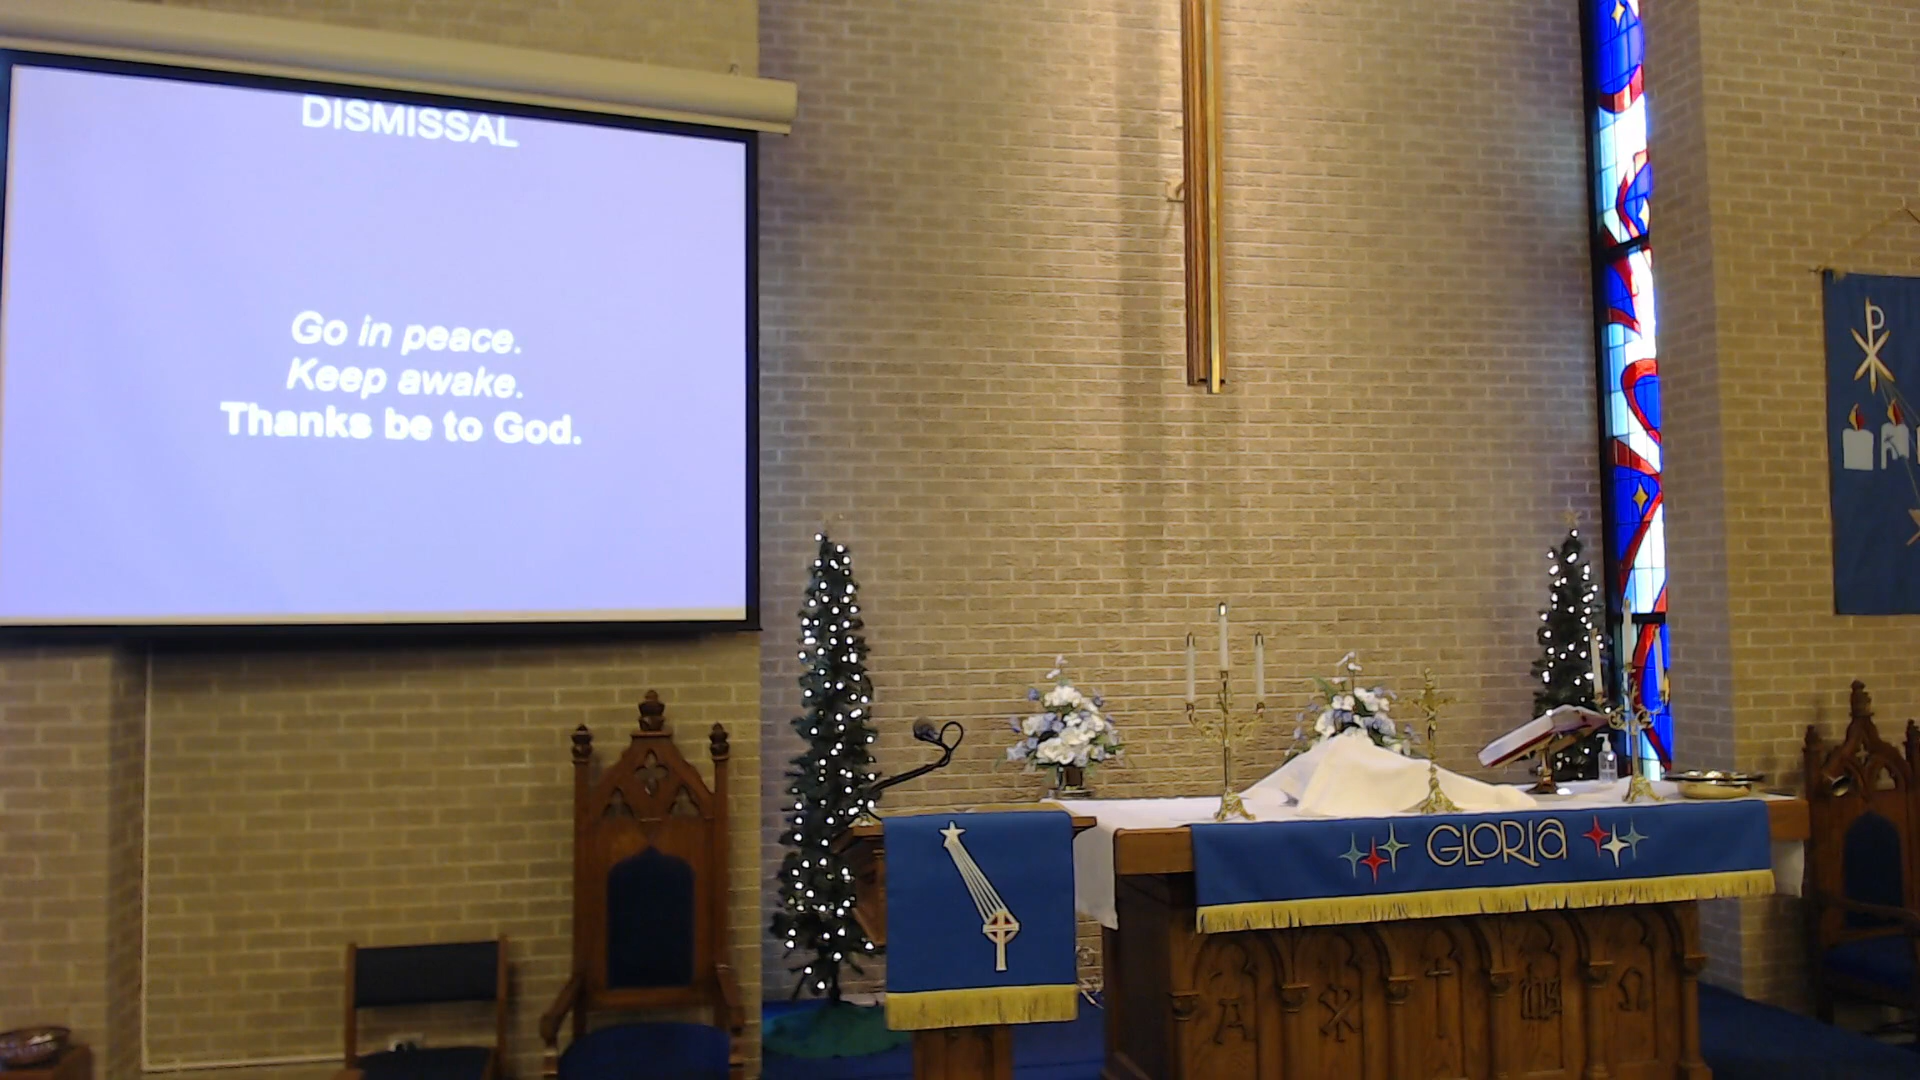 DISMISSAL
Go in peace.
Keep awake.
Thanks be to God.
GLORIA